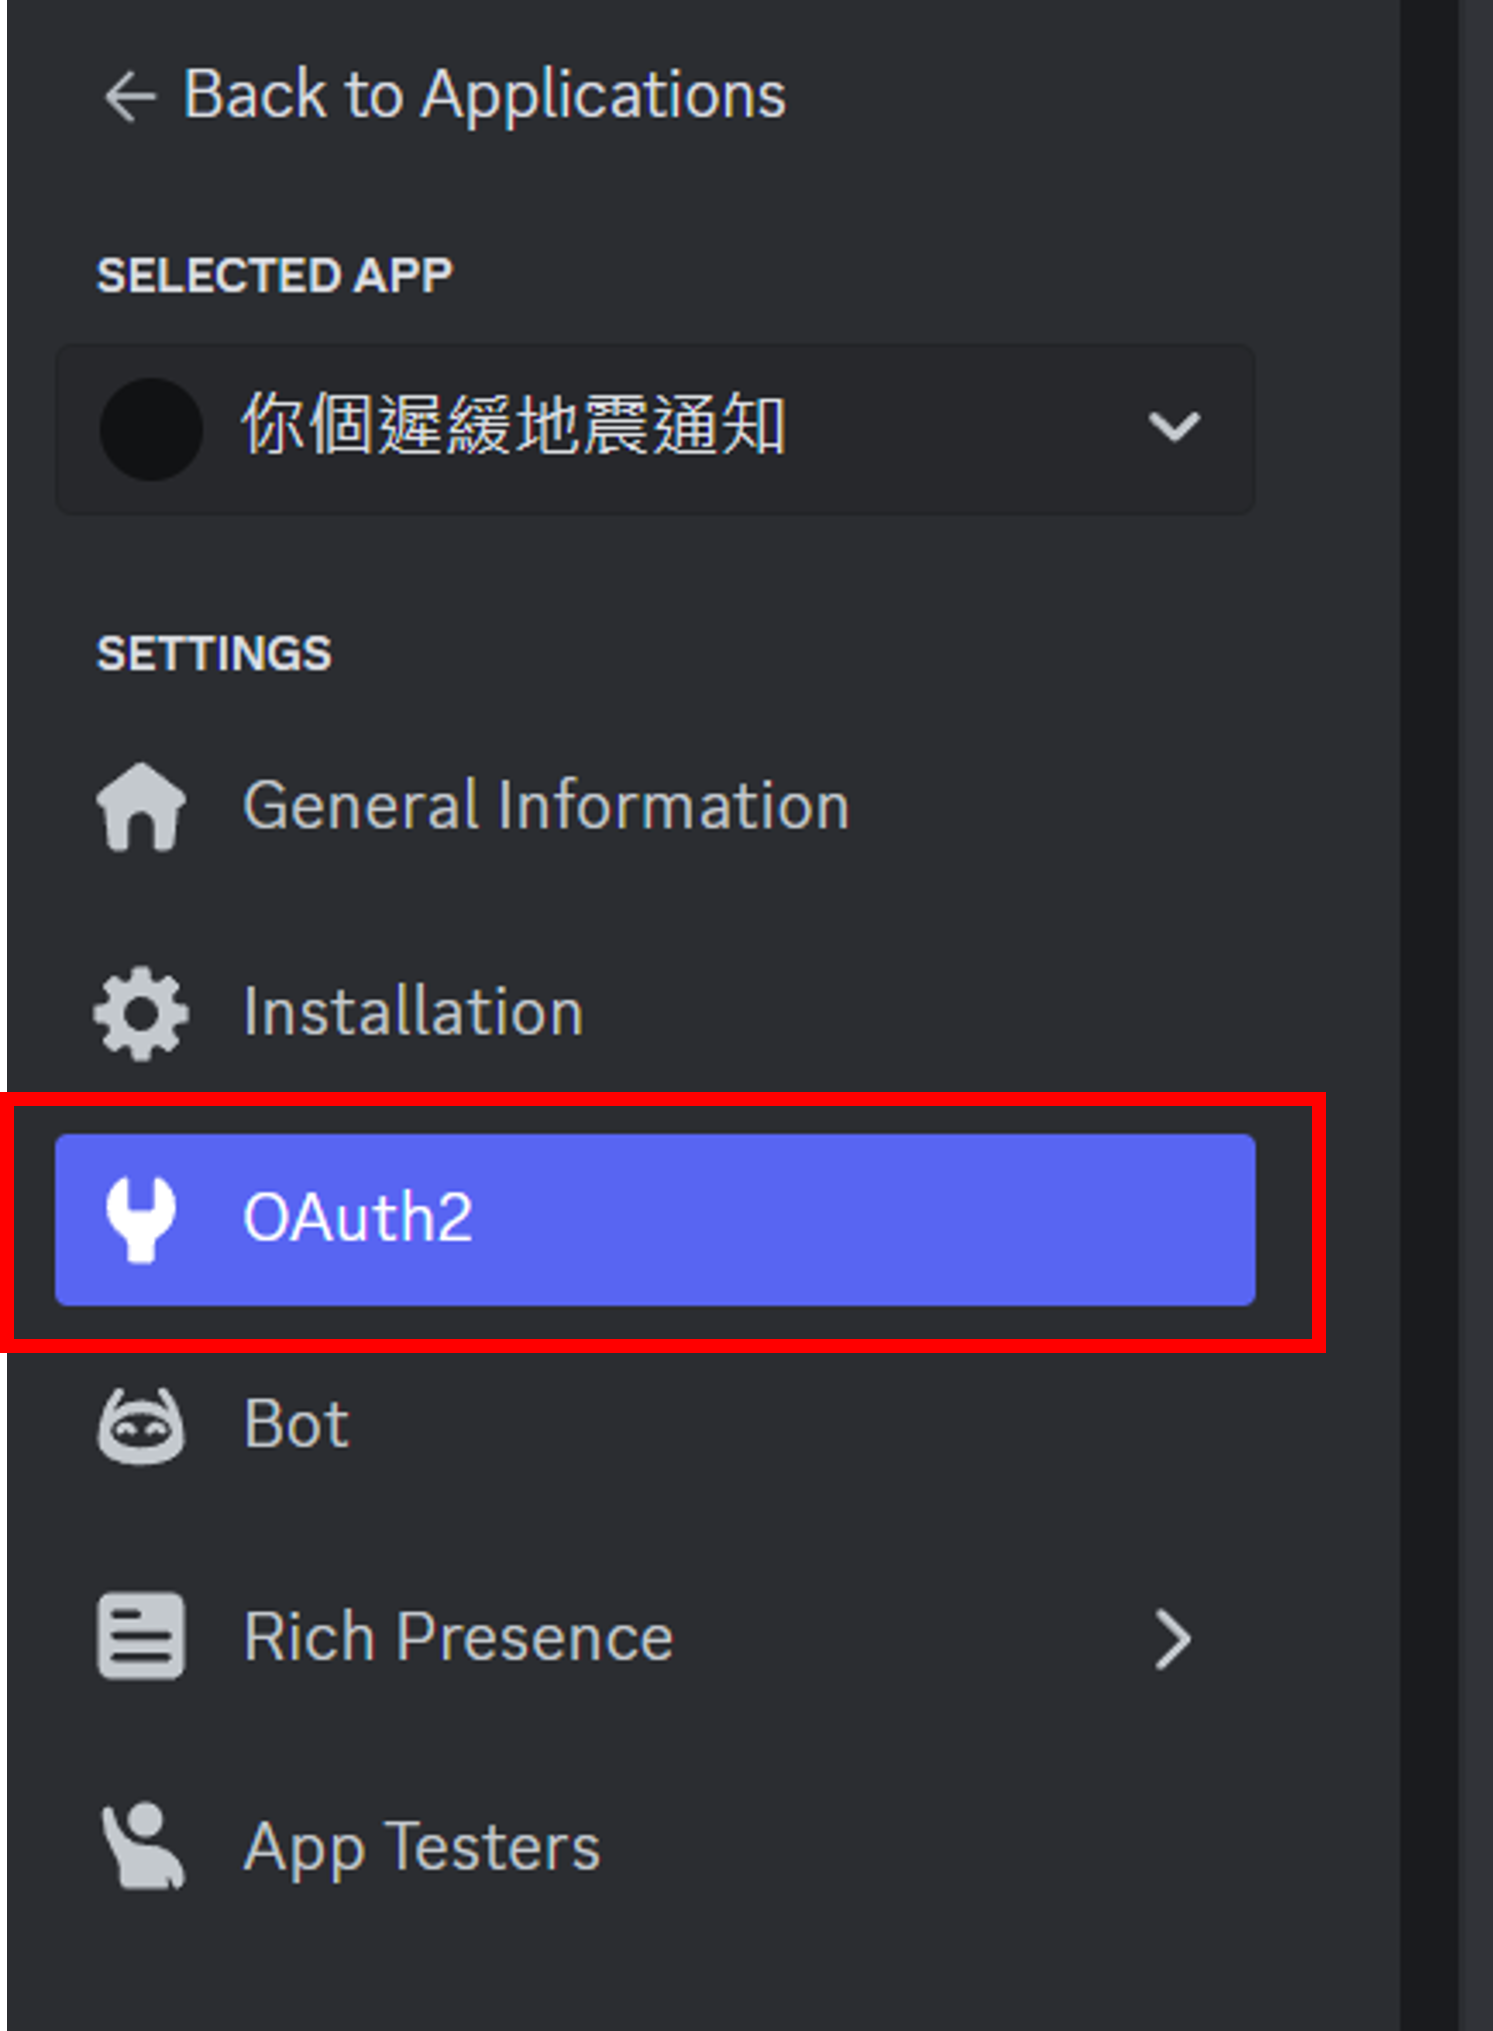 Back to Applications
SELECTED APP
你個遲緩地震通知
SETTINGS
General Information
Installation
OAuth2
Bot
Rich Presence
App Testers